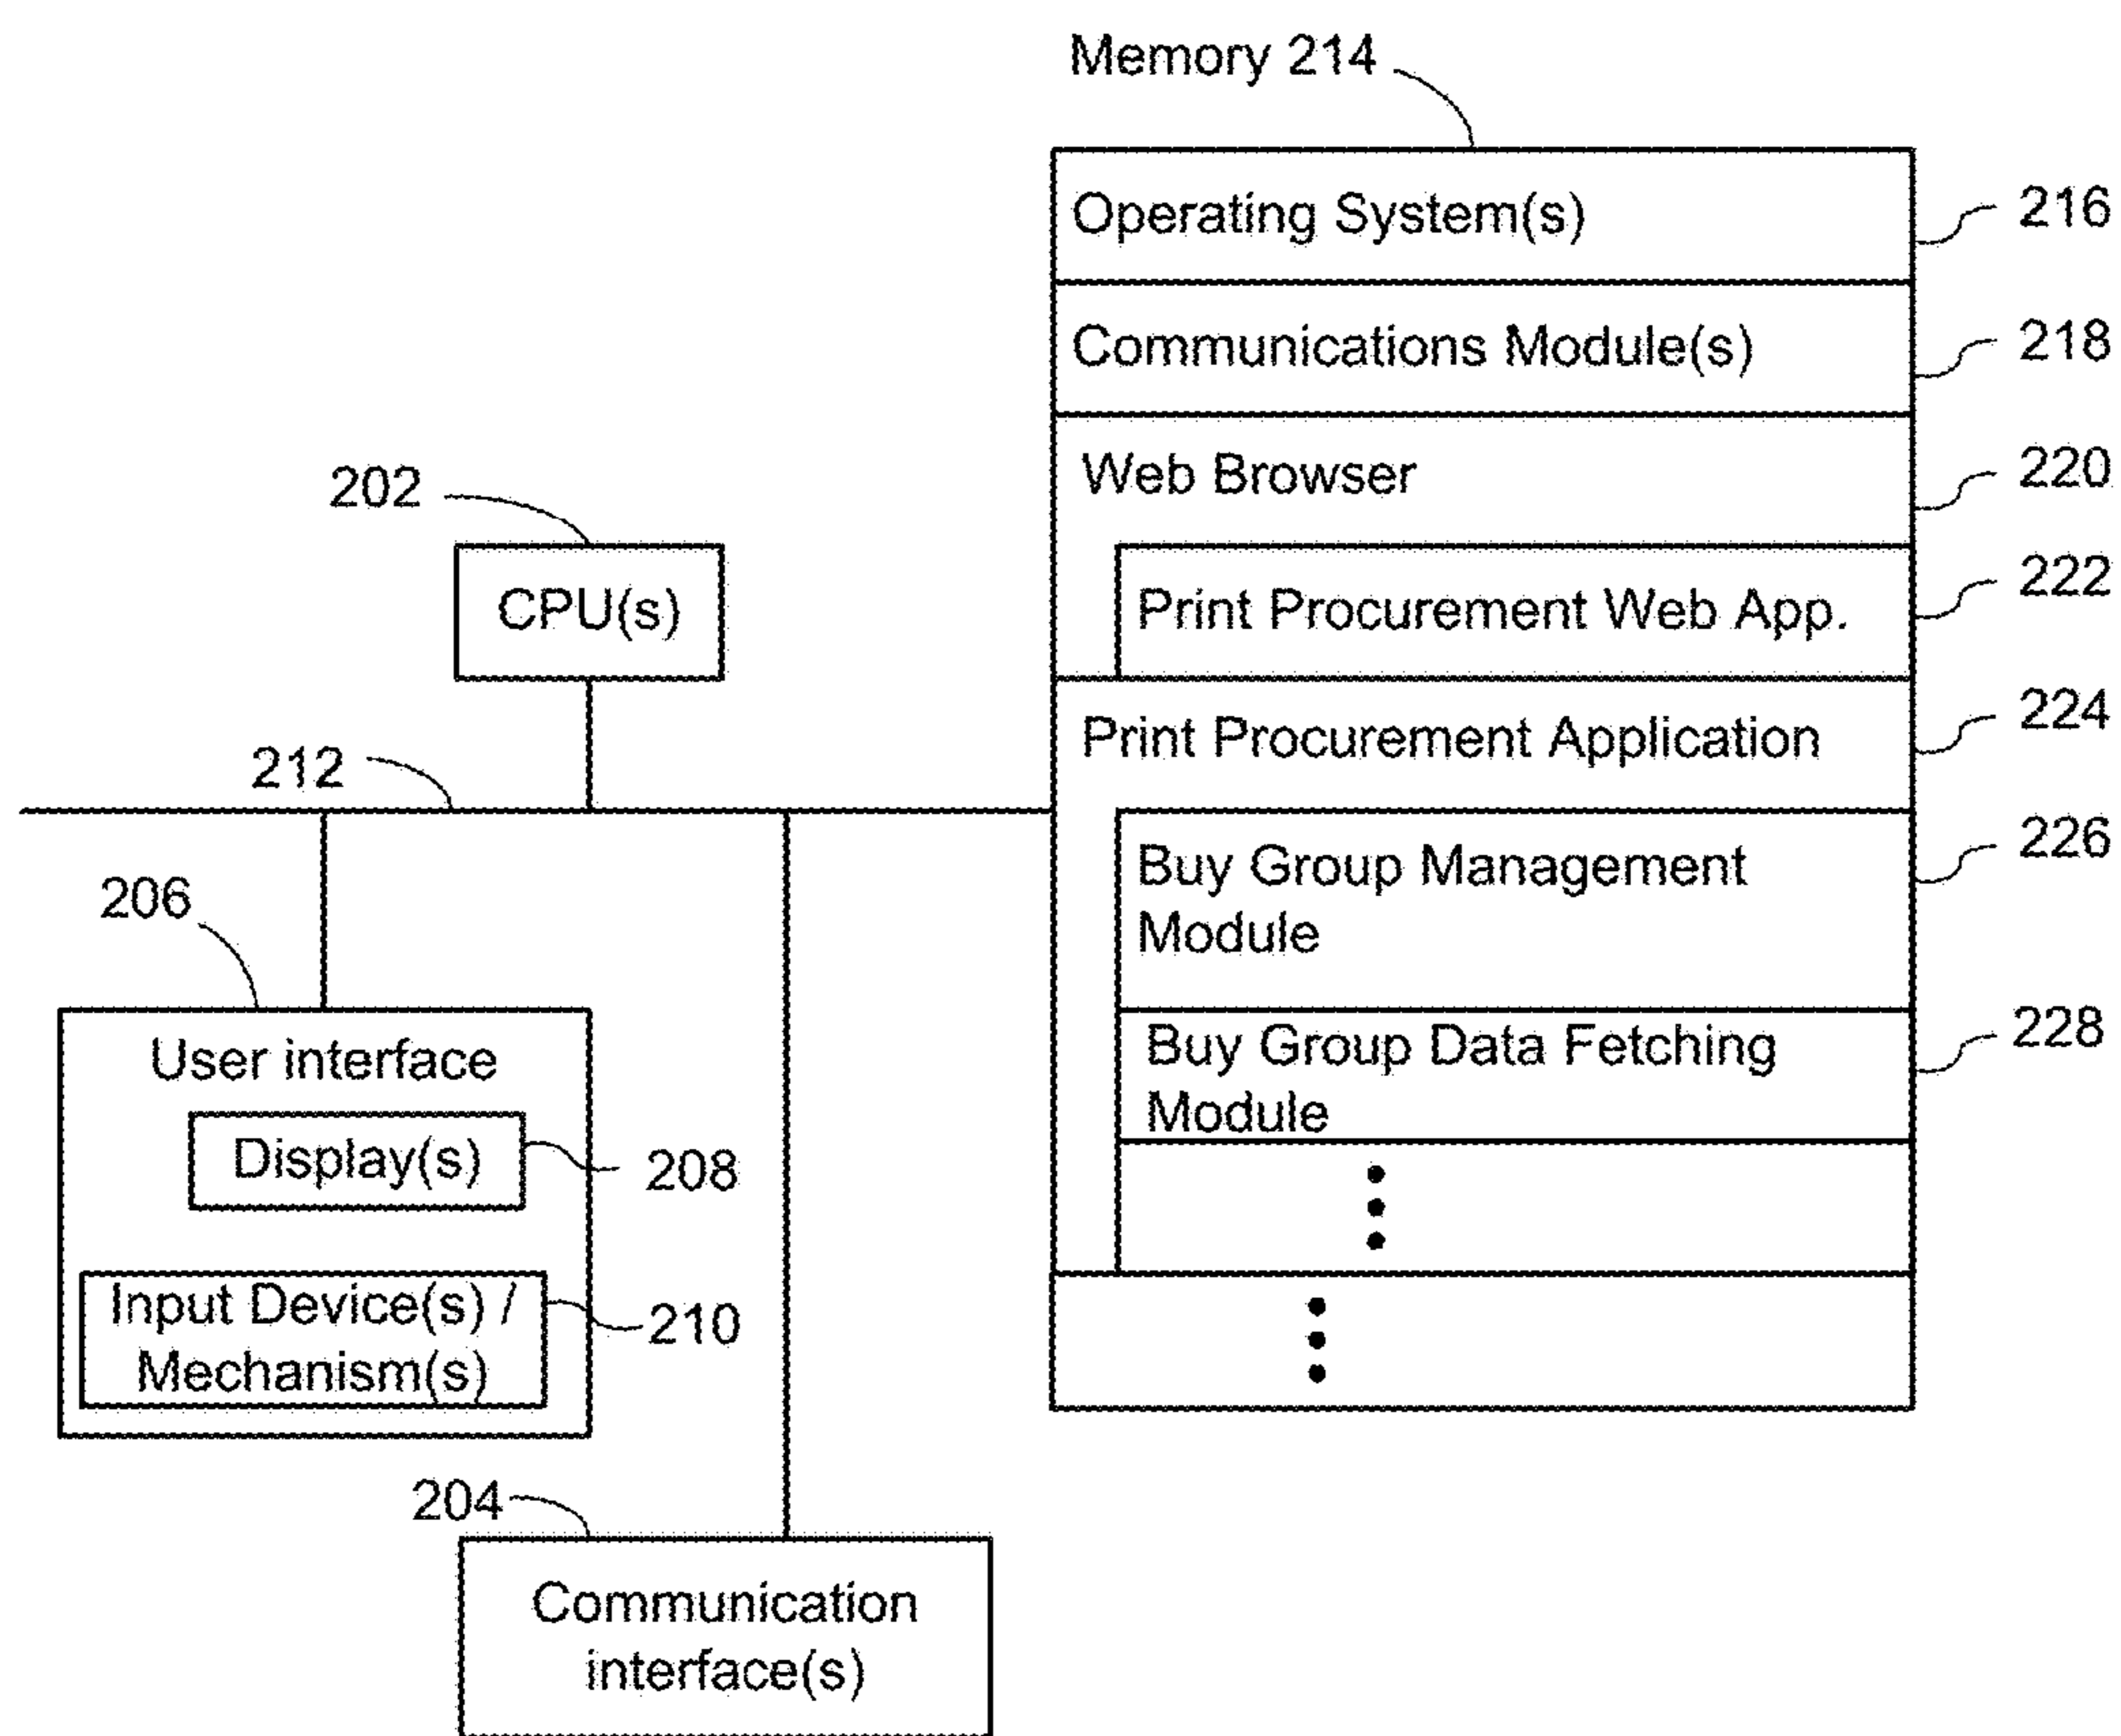 Memory 214
Operating System(s)
216
Communications Module(s)
218
Web Browser
220
Print Procurement Web App.
222
Print Procurement Application
224
Buy Group Management
Module
226
Buy Group Data Fetching
Module
228
202
CPU(s)
212
206
User interface
Display(s)
208
Input Device(s) /
Mechanism(s)
210
204
Communication
interface(s)